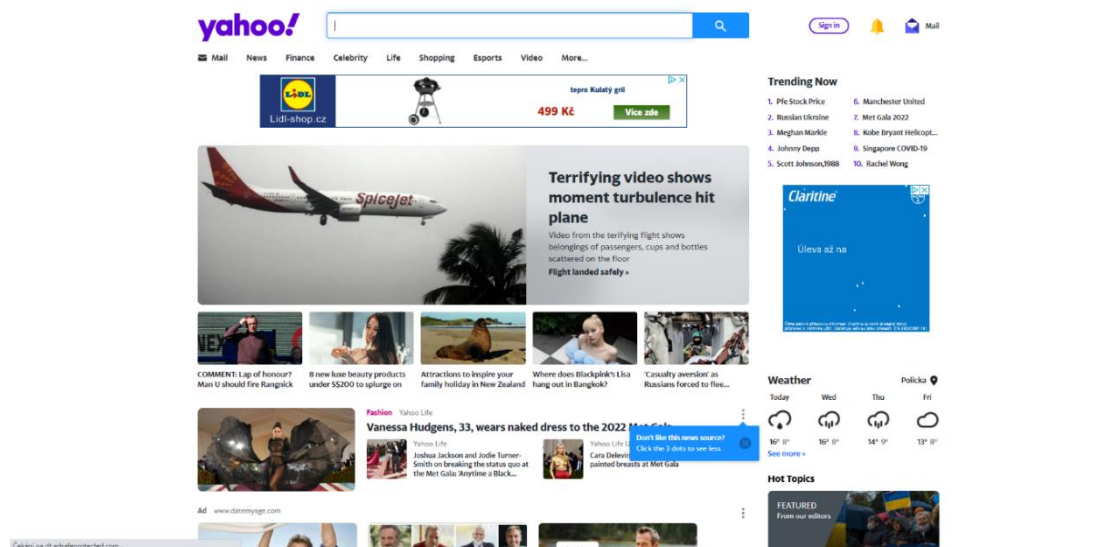 yahoo!
Sign in
Mail
Mail News Finance Celebrity Life Shopping Esports Video More...
LiDL
Lidl-shop.cz
tepro Kulatý gril
499 Kč
Více zde
Trending Now
1. Pfe Stock Price
2. Russian Ukraine
3. Meghan Markle
4. Johnny Depp
5. Scott Johnson,1988
6. Manchester United
7. Met Gala 2022
8. Kobe Bryant Helicopt...
9. Singapore COVID-19
10. Rachel Wong
Spicejet
Terrifying video shows
moment turbulence hit
plane
Video from the terifying flight shows
belongings of passengers, cups and bottles
scattered on the floor
Flight landed safely »
Claritine
Úleva až na
COMMENT: Lap of honour?
Man U should fire Rangnick
8 new luxe beauty products
under S$200 to splurge on
Attractions to inspire your
family holiday in New Zealand
Where does Blackpink's Lisa
hang out in Bangkok?
'Casualty aversion' as
Russians forced to flee...
Weather
Policka
Today Wed Thu Fri
16° 8° 16° 8° 14° 9° 13° 8°
See more »
Fashion Yahoo Life
Vanessa Hudgens, 33, wears naked dress to the 2022 Met Gala
Don't like this news source?
Click the 3 dots to see less
Yahoo Life
Joshua Jackson and Jodie Turner-
Smith on breaking the status quo at
the Met Gala: 'Anytime a Black...
Yahoo Life
Cara
painted breasts at Met Gala
Hot Topics
FEATURED
From our editors
Ad www.datemyage.com